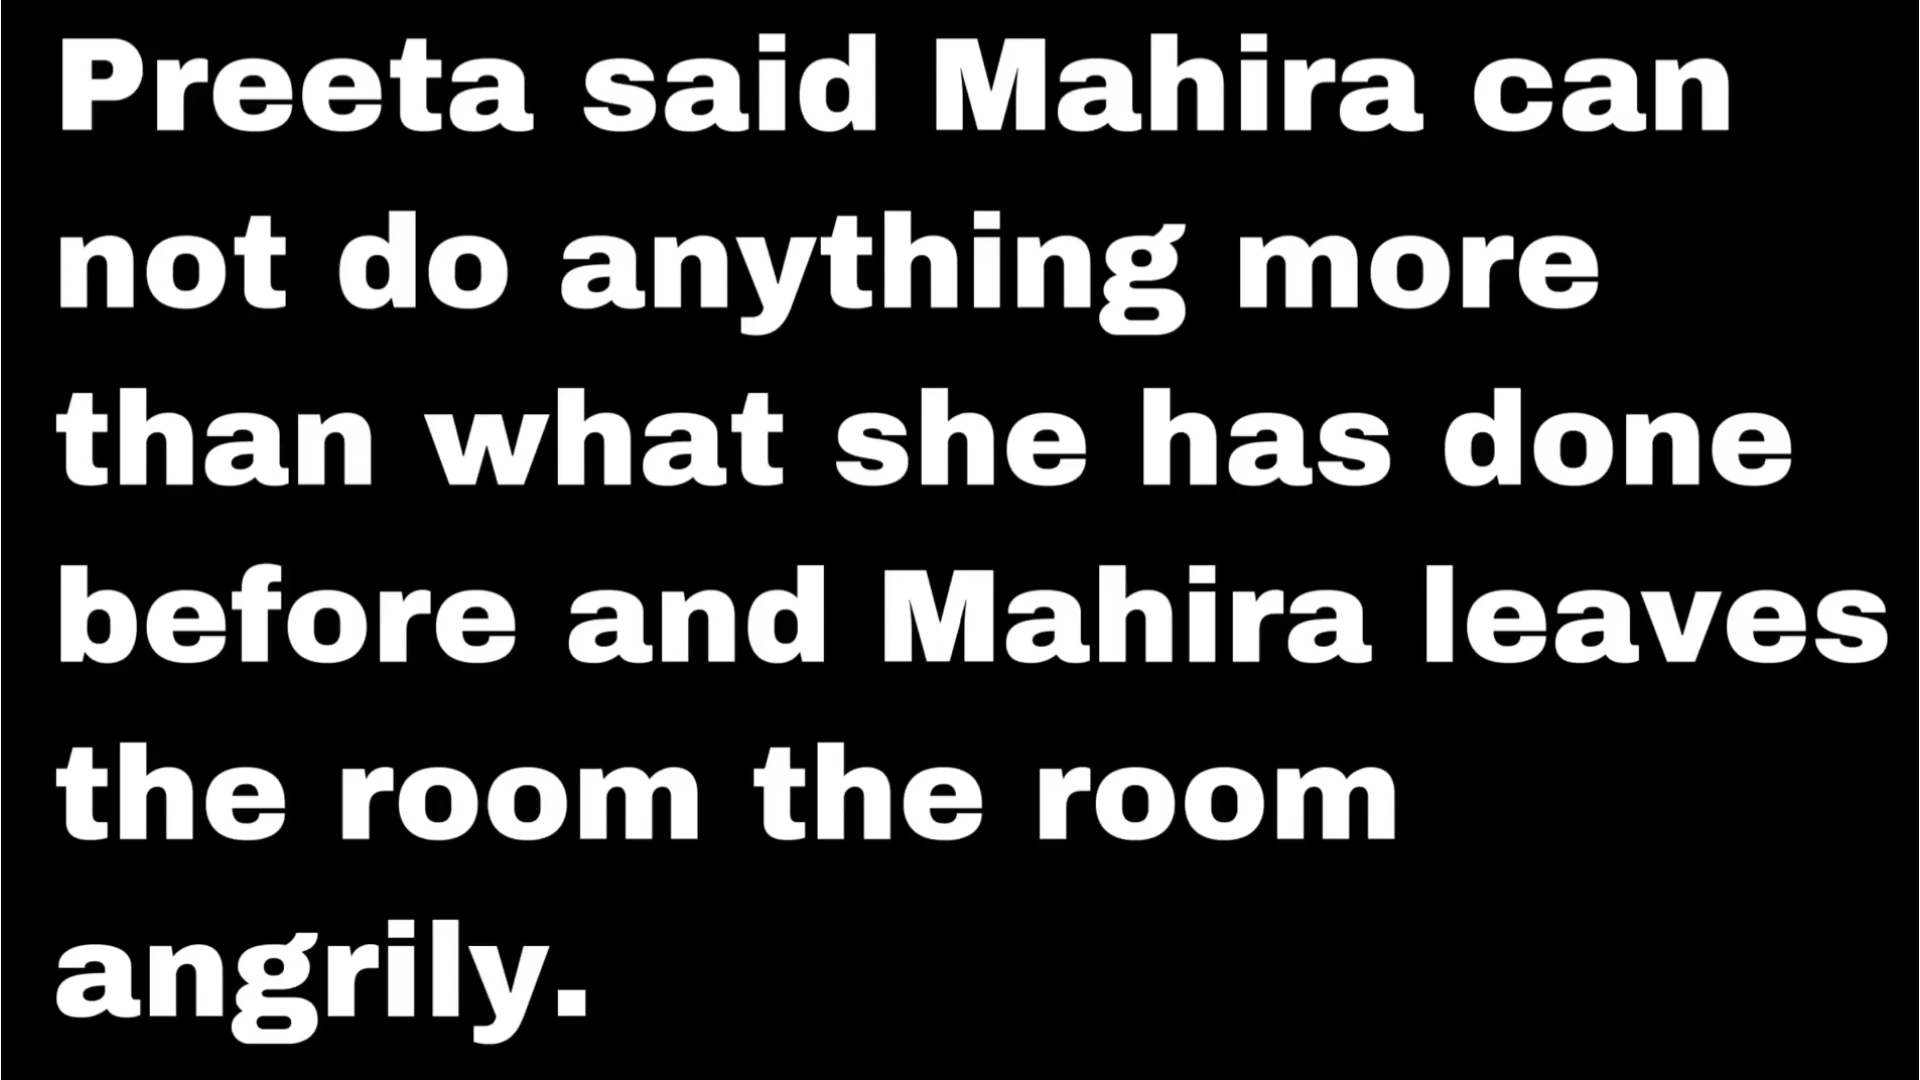 Preeta said Mahira can
not do anything more
than what she has done
before and Mahira leaves
the room the room
angrily.